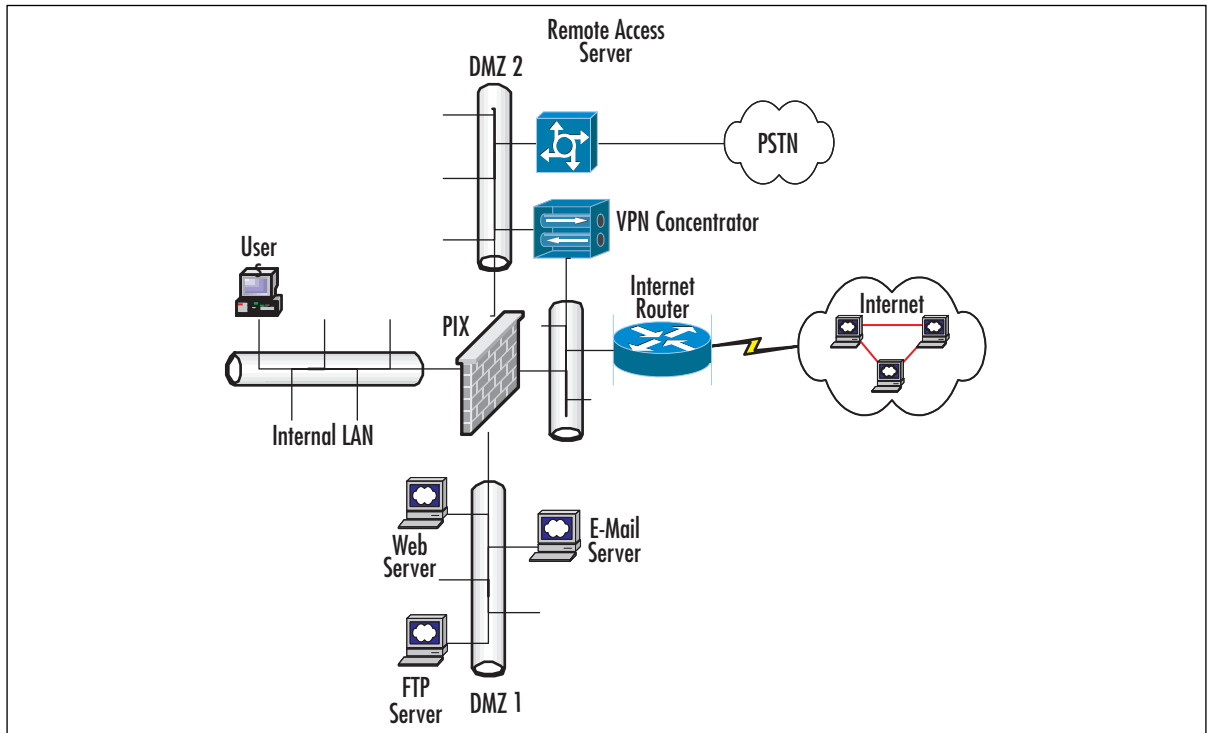 Remote Access
Server
DMZ 2
PSTN
VPN Concentrator
User
s
Internet
Router
Internet
PIX
Internal LAN
Web
Server
E-Mail
Server
FTP
Server
DMZ 1